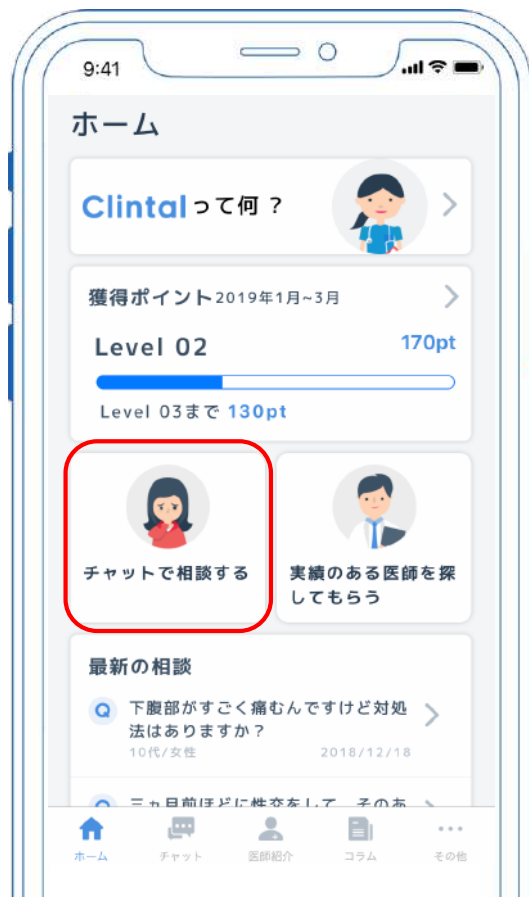 9:41
ホーム
Clintalって何？
獲得ポイント2019年1月~3月
Level 02
170pt
Level 03まで 130pt
チャットで相談する
実績のある医師を探
してもらう
最新の相談
Q 下腹部がすごく痛むんですけど対処
法はありますか？
10代/女性 2018/12/18
三ヵ月前ほどに性交をして、そのあ
ホーム チャット 医師紹介 コラム その他